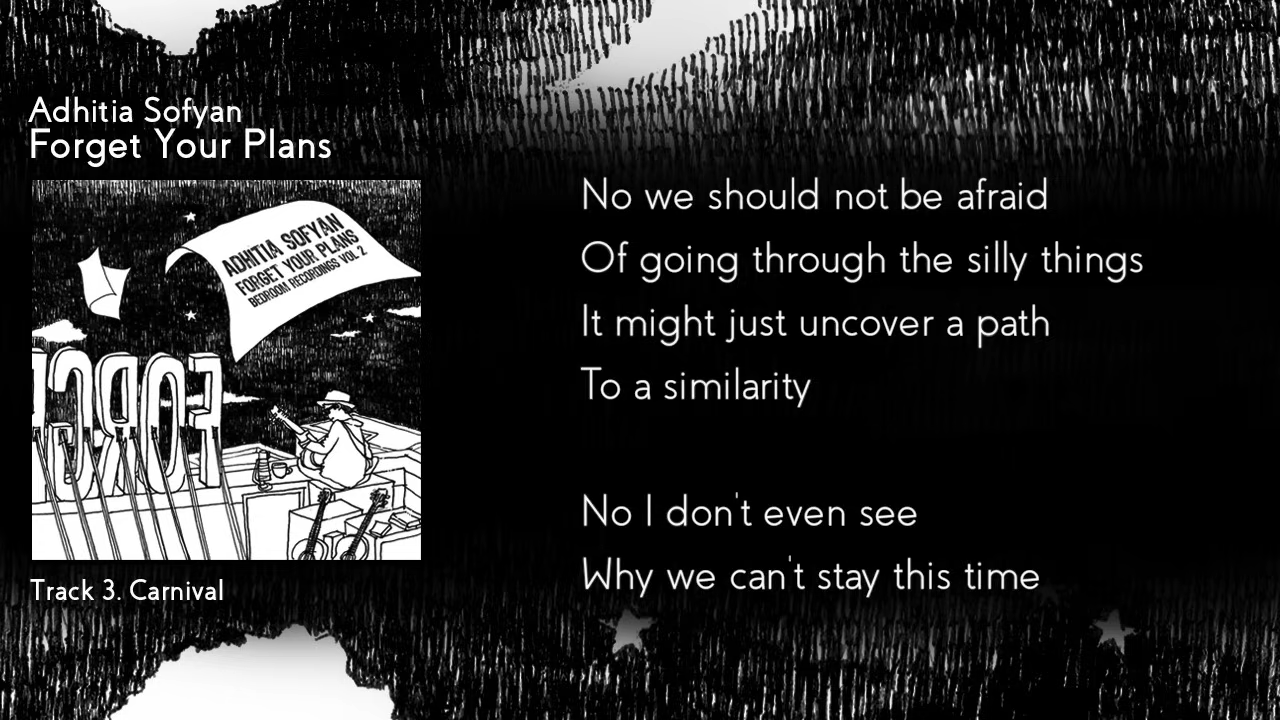 Adhitia Sofyan
Forget Your Plans
ADHITIA SOFYAN
FORGET YOUR PLANS
BEDROOM RECORDINGS VOL 2
FORG
Track 3. Carnival
No we should not be afraid
Of going through the silly things
It might just uncover a path
To a similarity
No I don't even see
Why we can't stay this time